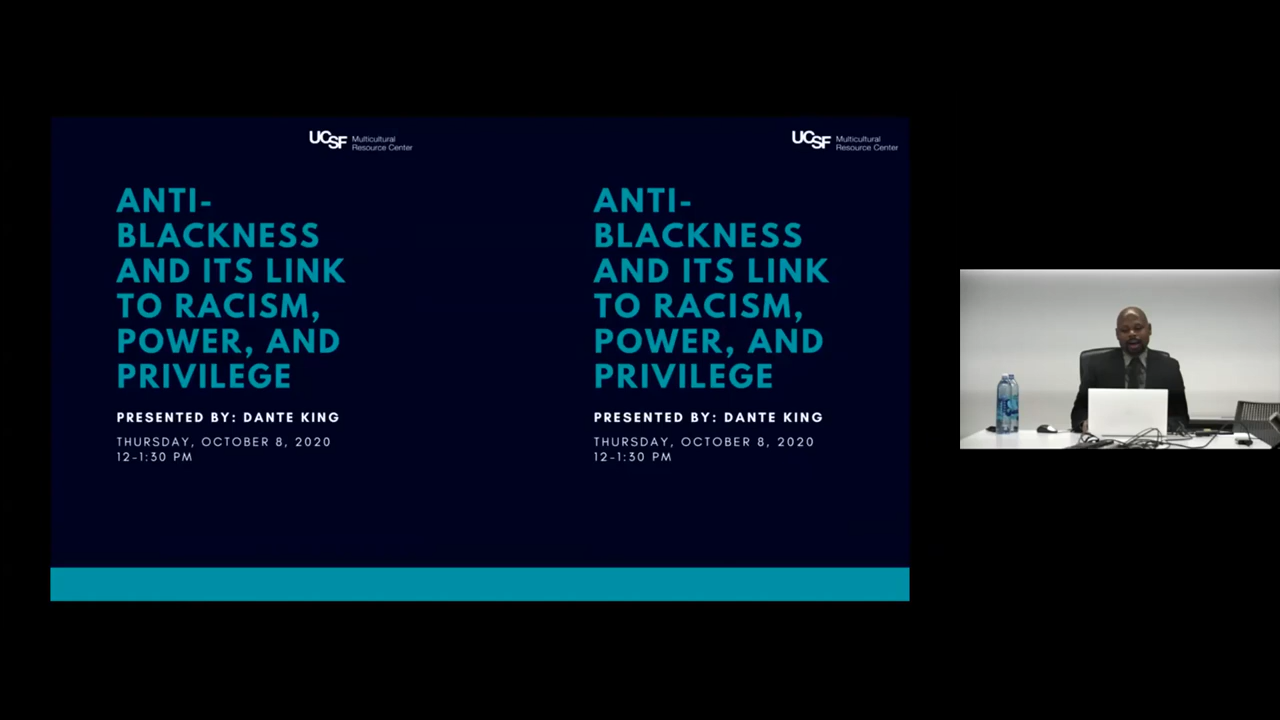 UCSF Multicultural
Resource Center
ANTI-
BLACKNESS
AND ITS LINK
TO RACISM,
POWER, AND
PRIVILEGE
PRESENTED BY: DANTE KING
THURSDAY, OCTOBER 8, 2020
12-1:30 PM
UCSF Multicultural
Resource Center
ANTI-
BLACKNESS
AND ITS LINK
TO RACISM,
POWER, AND
PRIVILEGE
PRESENTED BY: DANTE KING
THURSDAY, OCTOBER 8, 2020
12-1:30 PM